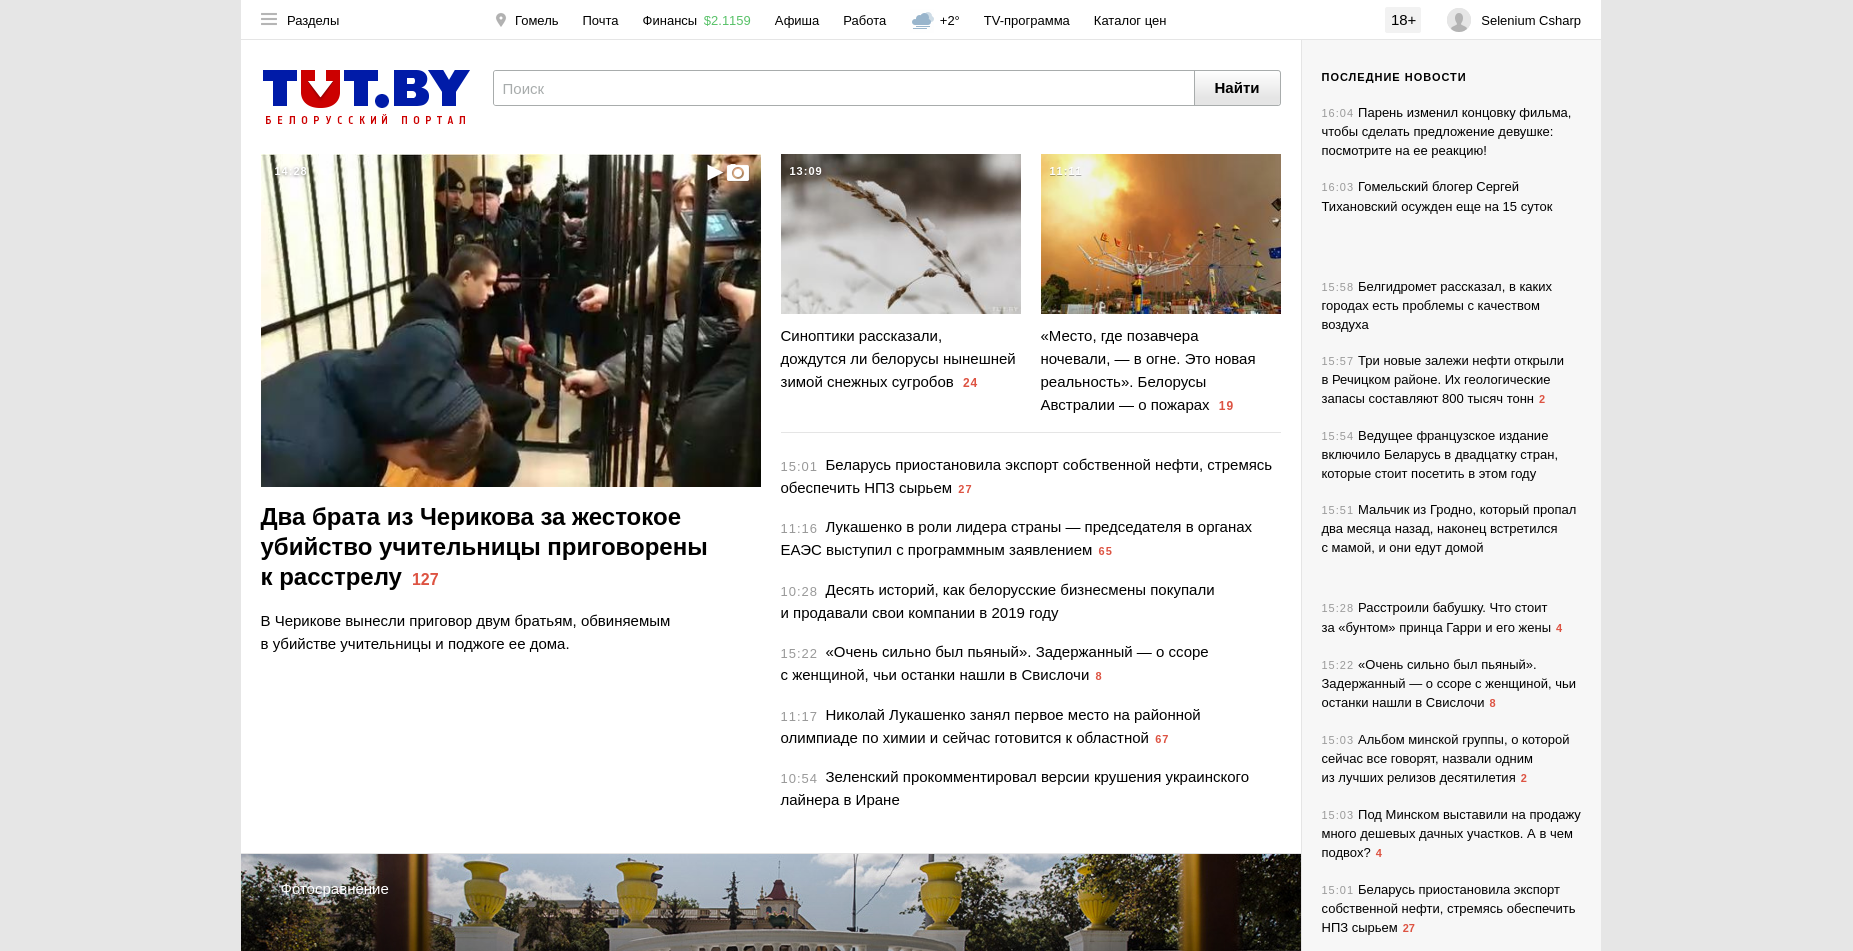 Разделы
Гомель
Почта
Финансы $2.1159
Афиша
Работа
+2°
TV-программа
Каталог цен
18+
Selenium Csharp
TUT.BY
БЕЛОРУССКИЙ ПОРТАЛ
Поиск
Найти
14:28
Два брата из Черикова за жестокое
убийство учительницы приговорены
к расстрелу 127
В Черикове вынесли приговор двум братьям, обвиняемым
в убийстве учительницы и поджоге ее дома.
13:09
Синоптики рассказали,
дождутся ли белорусы нынешней
зимой снежных сугробов 24
11:11
«Место, где позавчера
ночевали, — в огне. Это новая
реальность». Белорусы
Австралии — о пожарах 19
15:01 Беларусь приостановила экспорт собственной нефти, стремясь
обеспечить НПЗ сырьем 27
11:16 Лукашенко в роли лидера страны — председателя в органах
ЕАЭС выступил с программным заявлением 65
10:28 Десять историй, как белорусские бизнесмены покупали
и продавали свои компании в 2019 году
15:22 «Очень сильно был пьяный». Задержанный — о ссоре
с женщиной, чьи останки нашли в Свислочи 8
11:17 Николай Лукашенко занял первое место на районной
олимпиаде по химии и сейчас готовится к областной 67
10:54 Зеленский прокомментировал версии крушения украинского
лайнера в Иране
Фотосравнение
ПОСЛЕДНИЕ НОВОСТИ
16:04 Парень изменил концовку фильма,
чтобы сделать предложение девушке:
посмотрите на ее реакцию!
16:03 Гомельский блогер Сергей
Тихановский осужден еще на 15 суток
15:58 Белгидромет рассказал, в каких
городах есть проблемы с качеством
воздуха
15:57 Три новые залежи нефти открыли
в Речицком районе. Их геологические
запасы составляют 800 тысяч тонн 2
15:54 Ведущее французское издание
включило Беларусь в двадцатку стран,
которые стоит посетить в этом году
15:51 Мальчик из Гродно, который пропал
два месяца назад, наконец встретился
с мамой, и они едут домой
15:28 Расстроили бабушку. Что стоит
за «бунтом» принца Гарри и его жены 4
15:22 «Очень сильно был пьяный».
Задержанный — о ссоре с женщиной, чьи
останки нашли в Свислочи 8
15:03 Альбом минской группы, о которой
сейчас все говорят, назвали одним
из лучших релизов десятилетия 2
15:03 Под Минском выставили на продажу
много дешевых дачных участков. А в чем
подвох? 4
15:01 Беларусь приостановила экспорт
собственной нефти, стремясь обеспечить
НПЗ сырьем 27